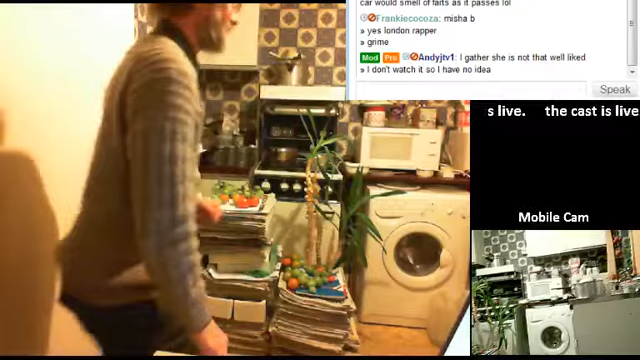 car would smell of farts as it passes lol
Frankiecocoza: misha b
» yes london rapper
» grime
Mod Pro Andyjtv1: I gather she is not that well liked
» I don't watch it so I have no idea
Speak
s live. the cast is live
Mobile Cam